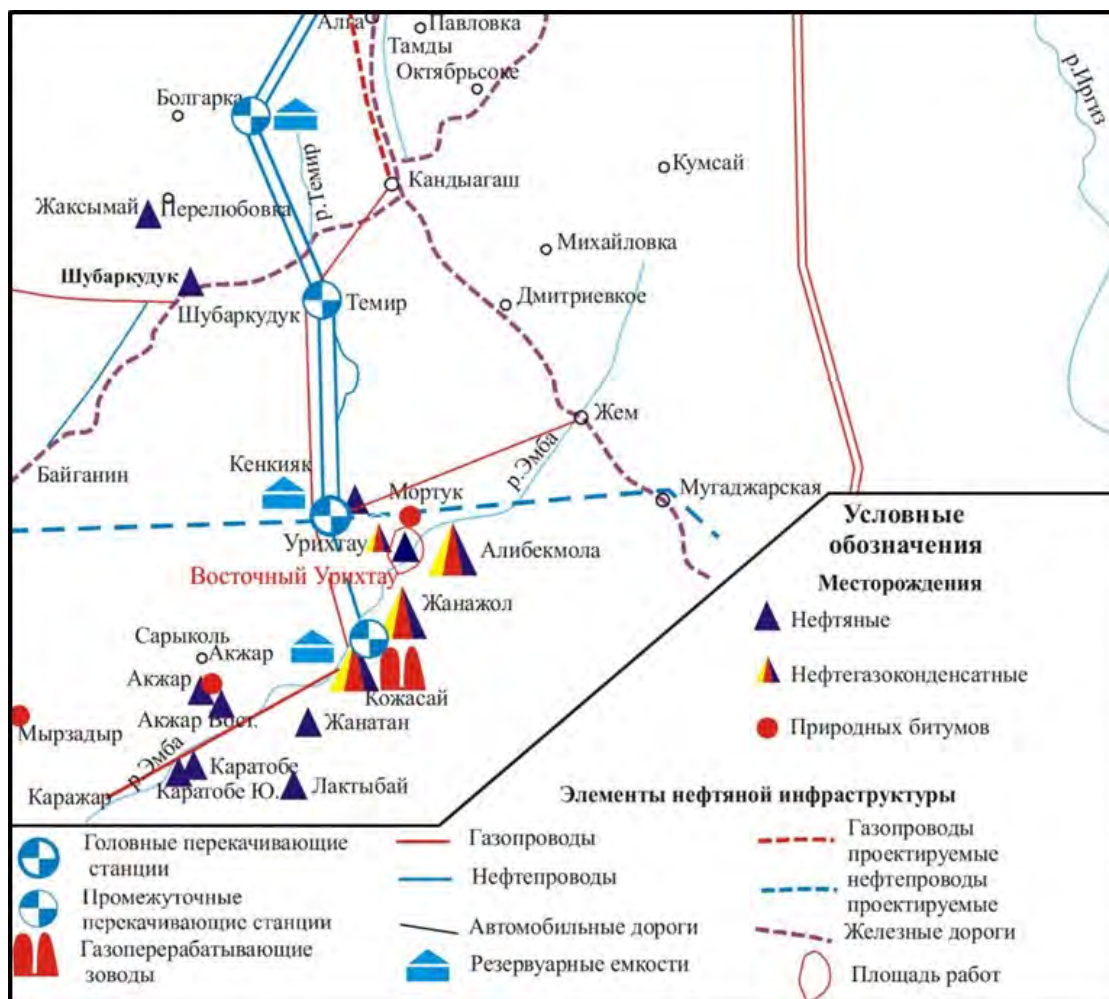 Алга
Павловка
Тамды
Октябрьсоке
Болгарка
р.Иргиз
Кумсай
Кандыагаш
р.Темир
Жаксымай
Перелюбовка
Михайловка
Шубаркудук
Дмитриевкое
Темир
Шубаркудук
Жем
р.Эмба
Байганин
Кенкияк
Мортук
Мугаджарская
Урихтау
Алибекмола
Восточный Урихтау
Жанажол
Сарыколь
Акжар
Акжар
Кожасай
Акжар Вост.
Жанатан
Мырзадыр
р.Эмба
Каратобе
Каратобе Ю.
Лактыбай
Каражар
Условные
обозначения
Месторождения
Нефтяные
Нефтегазоконденсатные
Природных битумов
Элементы нефтяной инфраструктуры
Головные перекачивающие
станции
Промежуточные
перекачивающие станции
Газоперерабатывающие
зоводы
Газопроводы
Нефтепроводы
Автомобильные дороги
Резервуарные емкости
Газопроводы
проектируемые
нефтепроводы
проектируемые
Железные дороги
Площадь работ